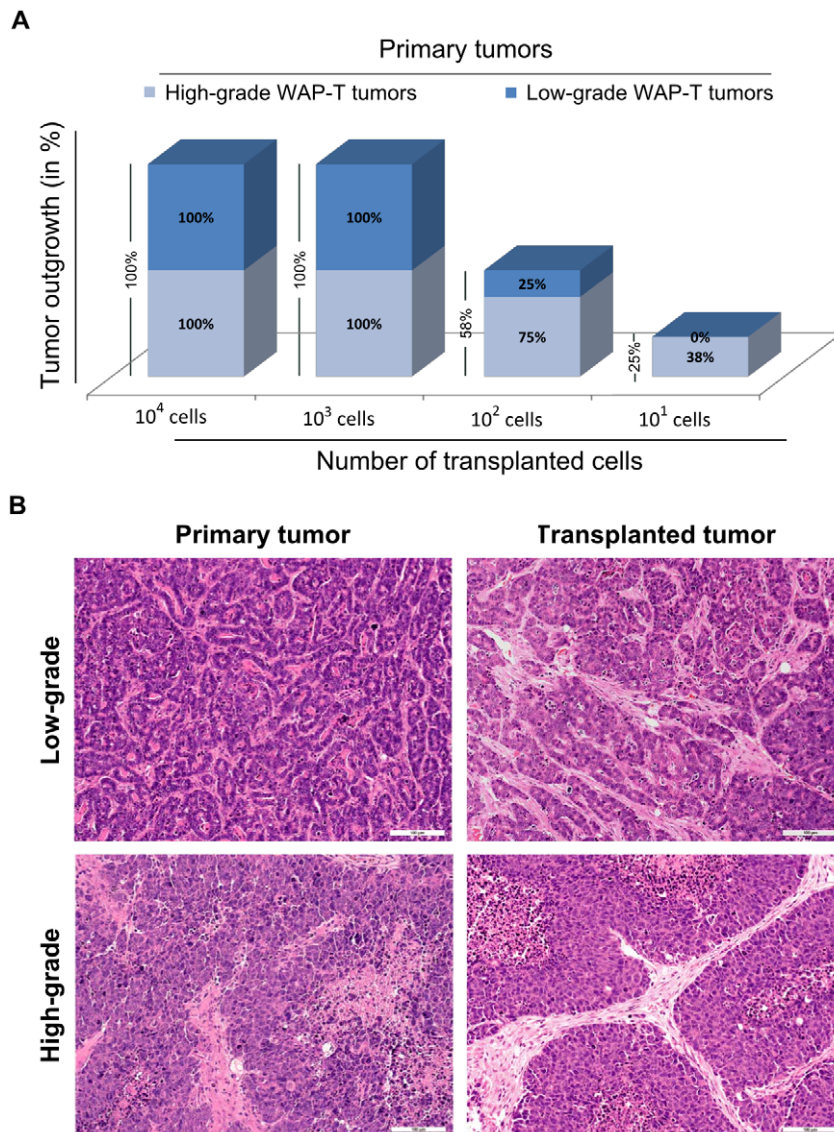 A
Primary tumors
High-grade WAP-T tumors
Low-grade WAP-T tumors
Tumor outgrowth (in %)
100%
100%
100%
100%
100%
100%
58%
25%
75%
–25%–
0%
38%
10⁴ cells
10³ cells
10² cells
10¹ cells
Number of transplanted cells
B
Primary tumor
Transplanted tumor
Low-grade
High-grade